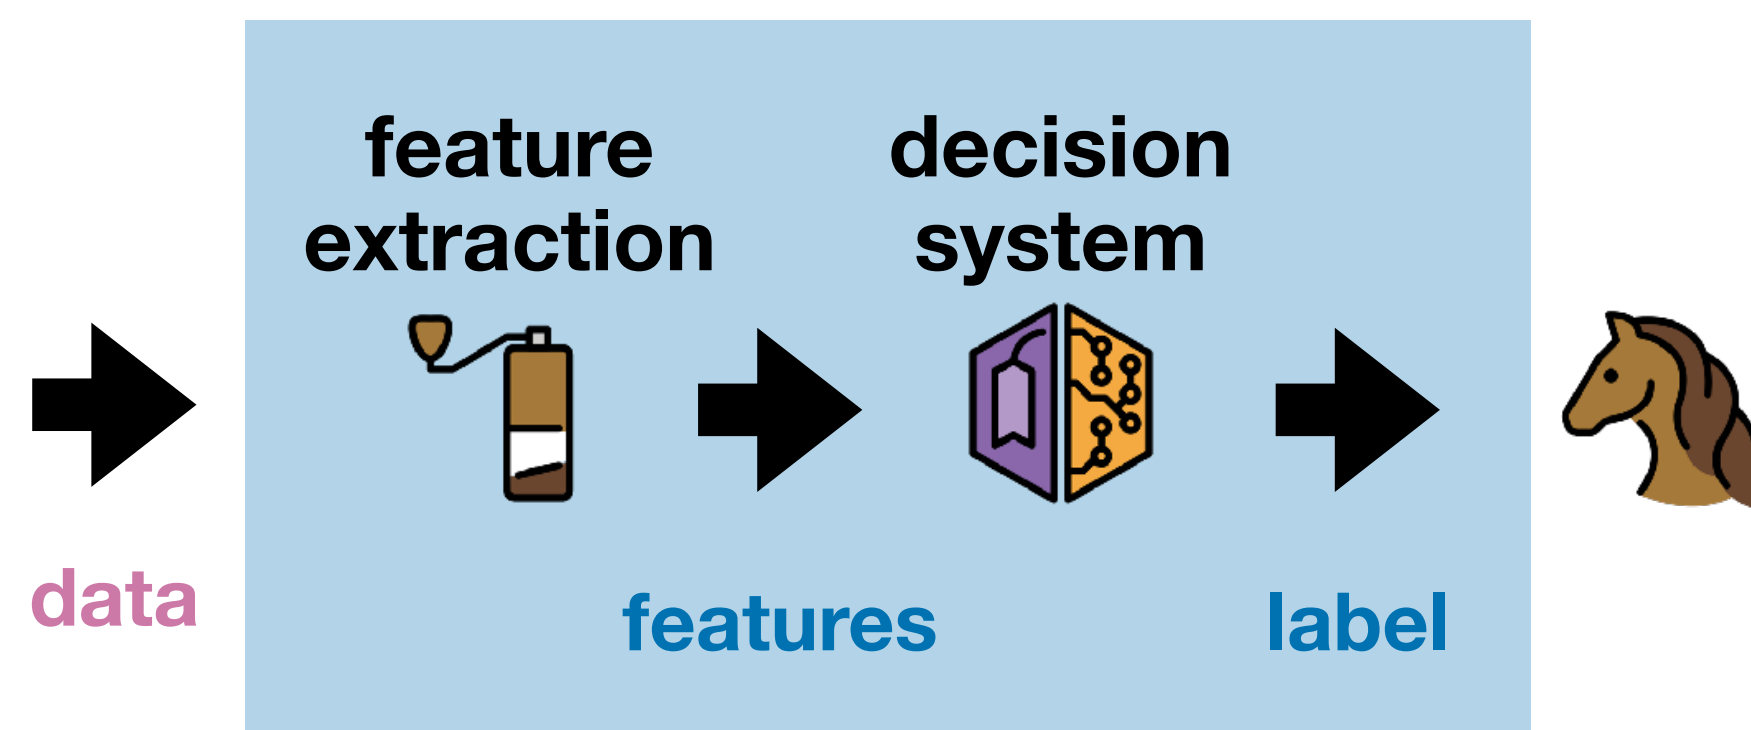 feature
extraction
decision
system
data
features
label